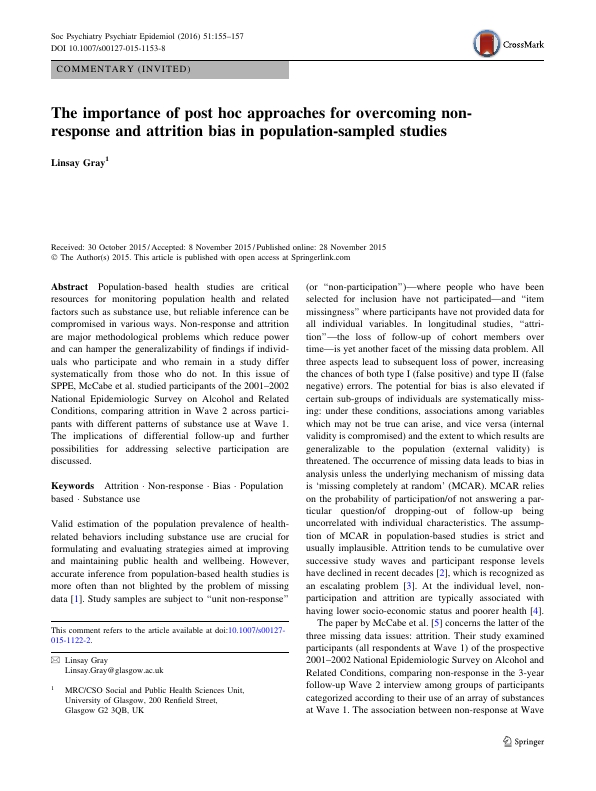 Soc Psychiatry Psychiatr Epidemiol (2016) 51:155–157
DOI 10.1007/s00127-015-1153-8
CrossMark
COMMENTARY (INVITED)
The importance of post hoc approaches for overcoming non-
response and attrition bias in population-sampled studies
Linsay Gray1
Received: 30 October 2015 / Accepted: 8 November 2015 / Published online: 28 November 2015
© The Author(s) 2015. This article is published with open access at Springerlink.com
Abstract Population-based health studies are critical
resources for monitoring population health and related
factors such as substance use, but reliable inference can be
compromised in various ways. Non-response and attrition
are major methodological problems which reduce power
and can hamper the generalizability of findings if individ-
uals who participate and who remain in a study differ
systematically from those who do not. In this issue of
SPPE, McCabe et al. studied participants of the 2001–2002
National Epidemiologic Survey on Alcohol and Related
Conditions, comparing attrition in Wave 2 across partici-
pants with different patterns of substance use at Wave 1.
The implications of differential follow-up and further
possibilities for addressing selective participation are
discussed.
Keywords Attrition · Non-response · Bias · Population
based · Substance use
Valid estimation of the population prevalence of health-
related behaviors including substance use are crucial for
formulating and evaluating strategies aimed at improving
and maintaining public health and wellbeing. However,
accurate inference from population-based health studies is
more often than not blighted by the problem of missing
data [1]. Study samples are subject to “unit non-response”
This comment refers to the article available at doi:10.1007/s00127-
015-1122-2.
Linsay Gray
Linsay.Gray@glasgow.ac.uk
1 MRC/CSO Social and Public Health Sciences Unit,
University of Glasgow, 200 Renfield Street,
Glasgow G2 3QB, UK
(or “non-participation”)—where people who have been
selected for inclusion have not participated—and “item
missingness” where participants have not provided data for
all individual variables. In longitudinal studies, “attri-
tion”—the loss of follow-up of cohort members over
time—is yet another facet of the missing data problem. All
three aspects lead to subsequent loss of power, increasing
the chances of both type I (false positive) and type II (false
negative) errors. The potential for bias is also elevated if
certain sub-groups of individuals are systematically miss-
ing: under these conditions, associations among variables
which may not be true can arise, and vice versa (internal
validity is compromised) and the extent to which results are
generalizable to the population (external validity) is
threatened. The occurrence of missing data leads to bias in
analysis unless the underlying mechanism of missing data
is ‘missing completely at random’ (MCAR). MCAR relies
on the probability of participation/of not answering a par-
ticular question/of dropping-out of follow-up being
uncorrelated with individual characteristics. The assump-
tion of MCAR in population-based studies is strict and
usually implausible. Attrition tends to be cumulative over
successive study waves and participant response levels
have declined in recent decades [2], which is recognized as
an escalating problem [3]. At the individual level, non-
participation and attrition are typically associated with
having lower socio-economic status and poorer health [4].
The paper by McCabe et al. [5] concerns the latter of the
three missing data issues: attrition. Their study examined
participants (all respondents at Wave 1) of the prospective
2001–2002 National Epidemiologic Survey on Alcohol and
Related Conditions, comparing non-response in the 3-year
follow-up Wave 2 interview among groups of participants
categorized according to their use of an array of substances
at Wave 1. The association between non-response at Wave
Springer